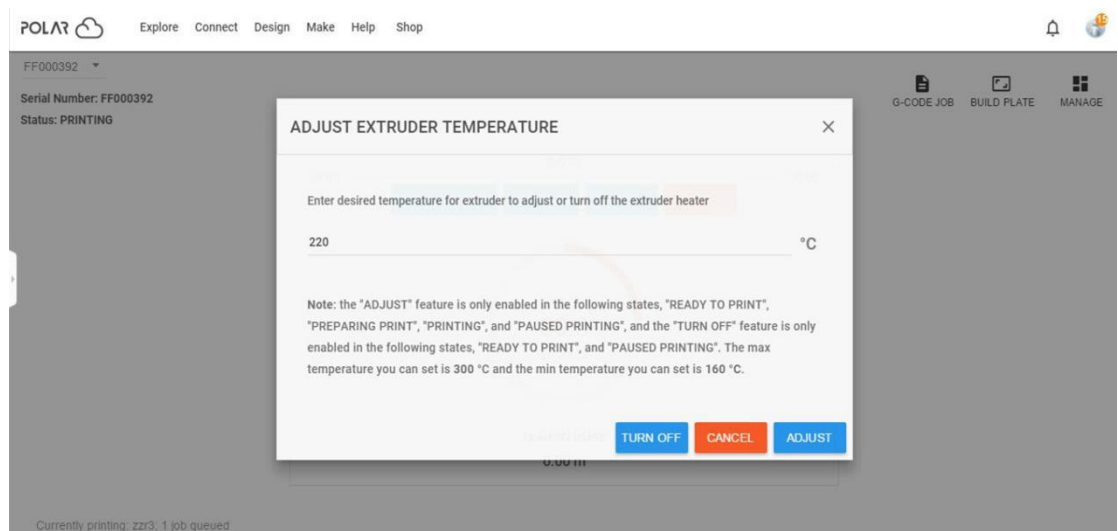 POLAR Explore Connect Design Make Help Shop
FF000392
Serial Number: FF000392
Status: PRINTING
G-CODE JOB BUILD PLATE MANAGE
ADJUST EXTRUDER TEMPERATURE
Enter desired temperature for extruder to adjust or turn off the extruder heater
220 °C
Note: the "ADJUST" feature is only enabled in the following states, "READY TO PRINT",
"PREPARING PRINT", "PRINTING", and "PAUSED PRINTING", and the "TURN OFF" feature is only
enabled in the following states, "READY TO PRINT", and "PAUSED PRINTING". The max
temperature you can set is 300 °C and the min temperature you can set is 160 °C.
TURN OFF CANCEL ADJUST
0.00 m
Currently printing: zzr3; 1 job queued